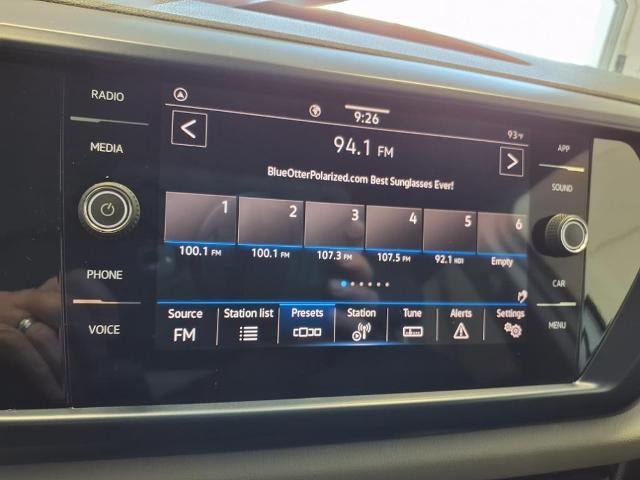 RADIO
MEDIA
PHONE
VOICE
9:26
93°F
94.1 FM
BlueOtterPolarized.com Best Sunglasses Ever!
1 2 3 4 5 6
100.1 FM 100.1 FM 107.3 FM 107.5 FM 92.1 HD1 Empty
Source Station list Presets Station Tune Alerts Settings
FM
APP
SOUND
CAR
MENU